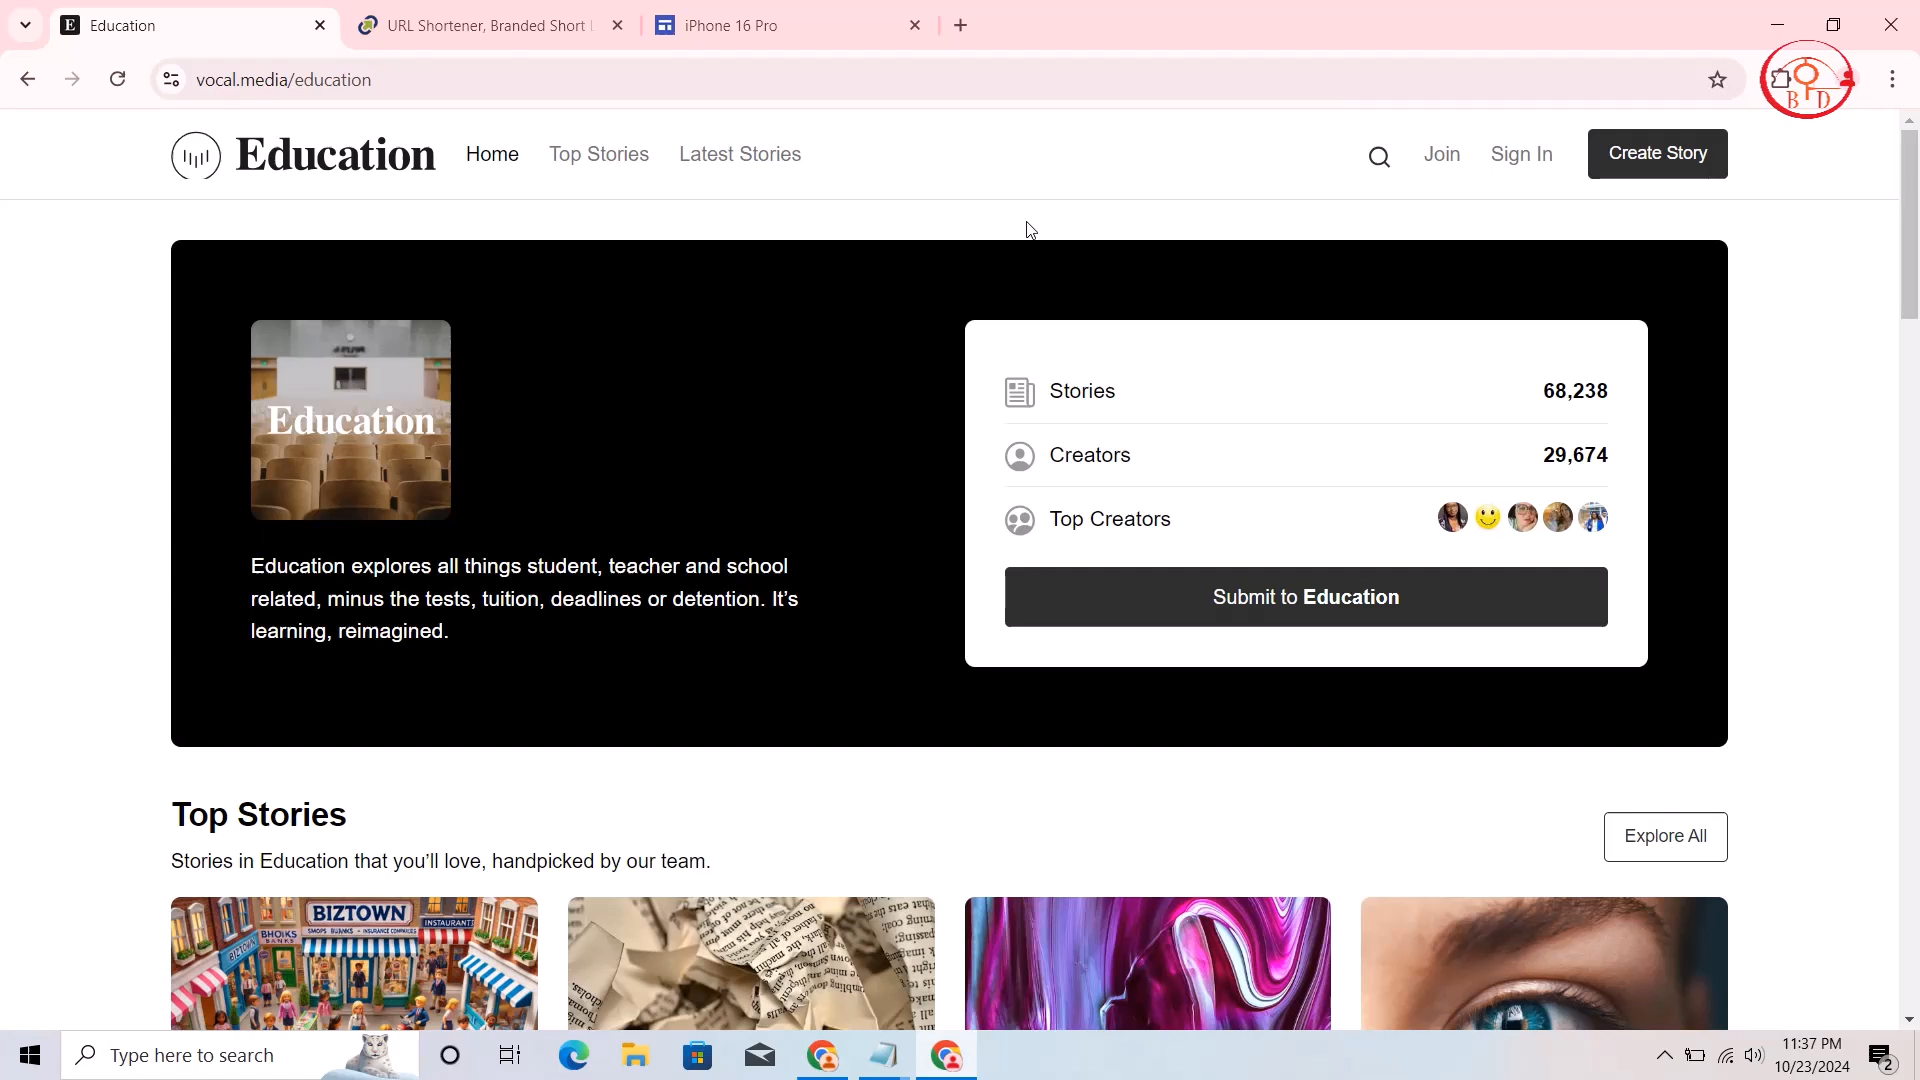 Education
URL Shortener, Branded Short
iPhone 16 Pro
vocal.media/education
B D
Education
Home
Top Stories
Latest Stories
Join
Sign In
Create Story
Education
Education explores all things student, teacher and school
related, minus the tests, tuition, deadlines or detention. It's
learning, reimagined.
Stories
68,238
Creators
29,674
Top Creators
Submit to Education
Top Stories
Stories in Education that you'll love, handpicked by our team.
Explore All
BIZTOWN
Type here to search
11:37 PM
10/23/2024
2